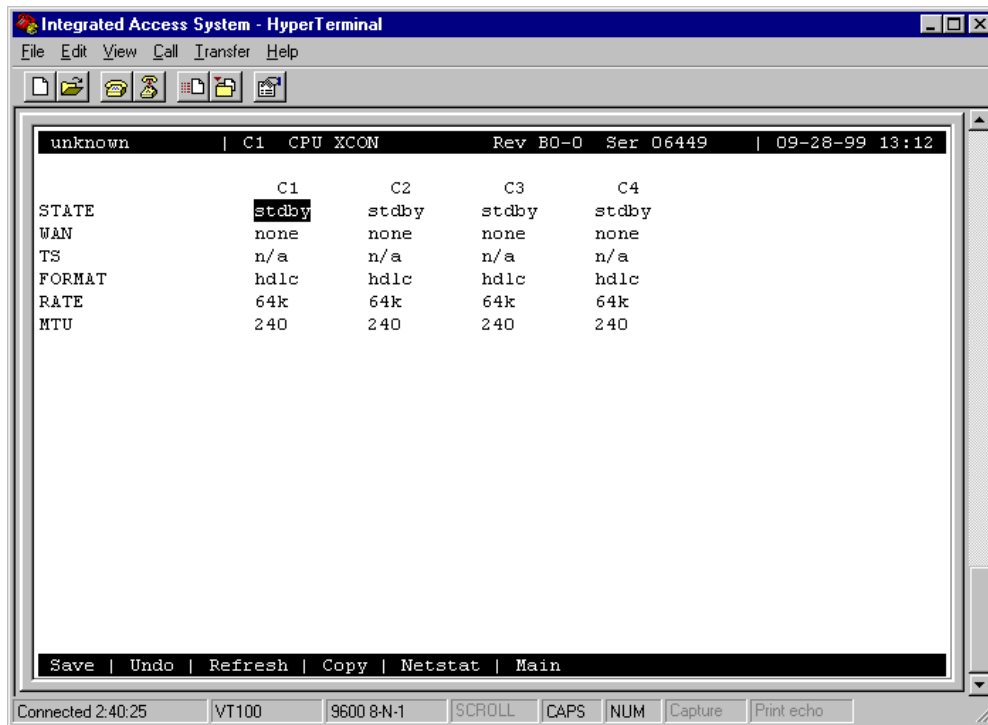 Integrated Access System - HyperTerminal
File Edit View Call Transfer Help
unknown | C1 CPU XCON Rev B0-0 Ser 06449 | 09-28-99 13:12
C1 C2 C3 C4
STATE stdby stdby stdby stdby
WAN none none none none
TS n/a n/a n/a n/a
FORMAT hdlc hdlc hdlc hdlc
RATE 64k 64k 64k 64k
MTU 240 240 240 240
Save | Undo | Refresh | Copy | Netstat | Main
Connected 2:40:25 VT100 9600 8-N-1 SCROLL CAPS NUM Capture Print echo